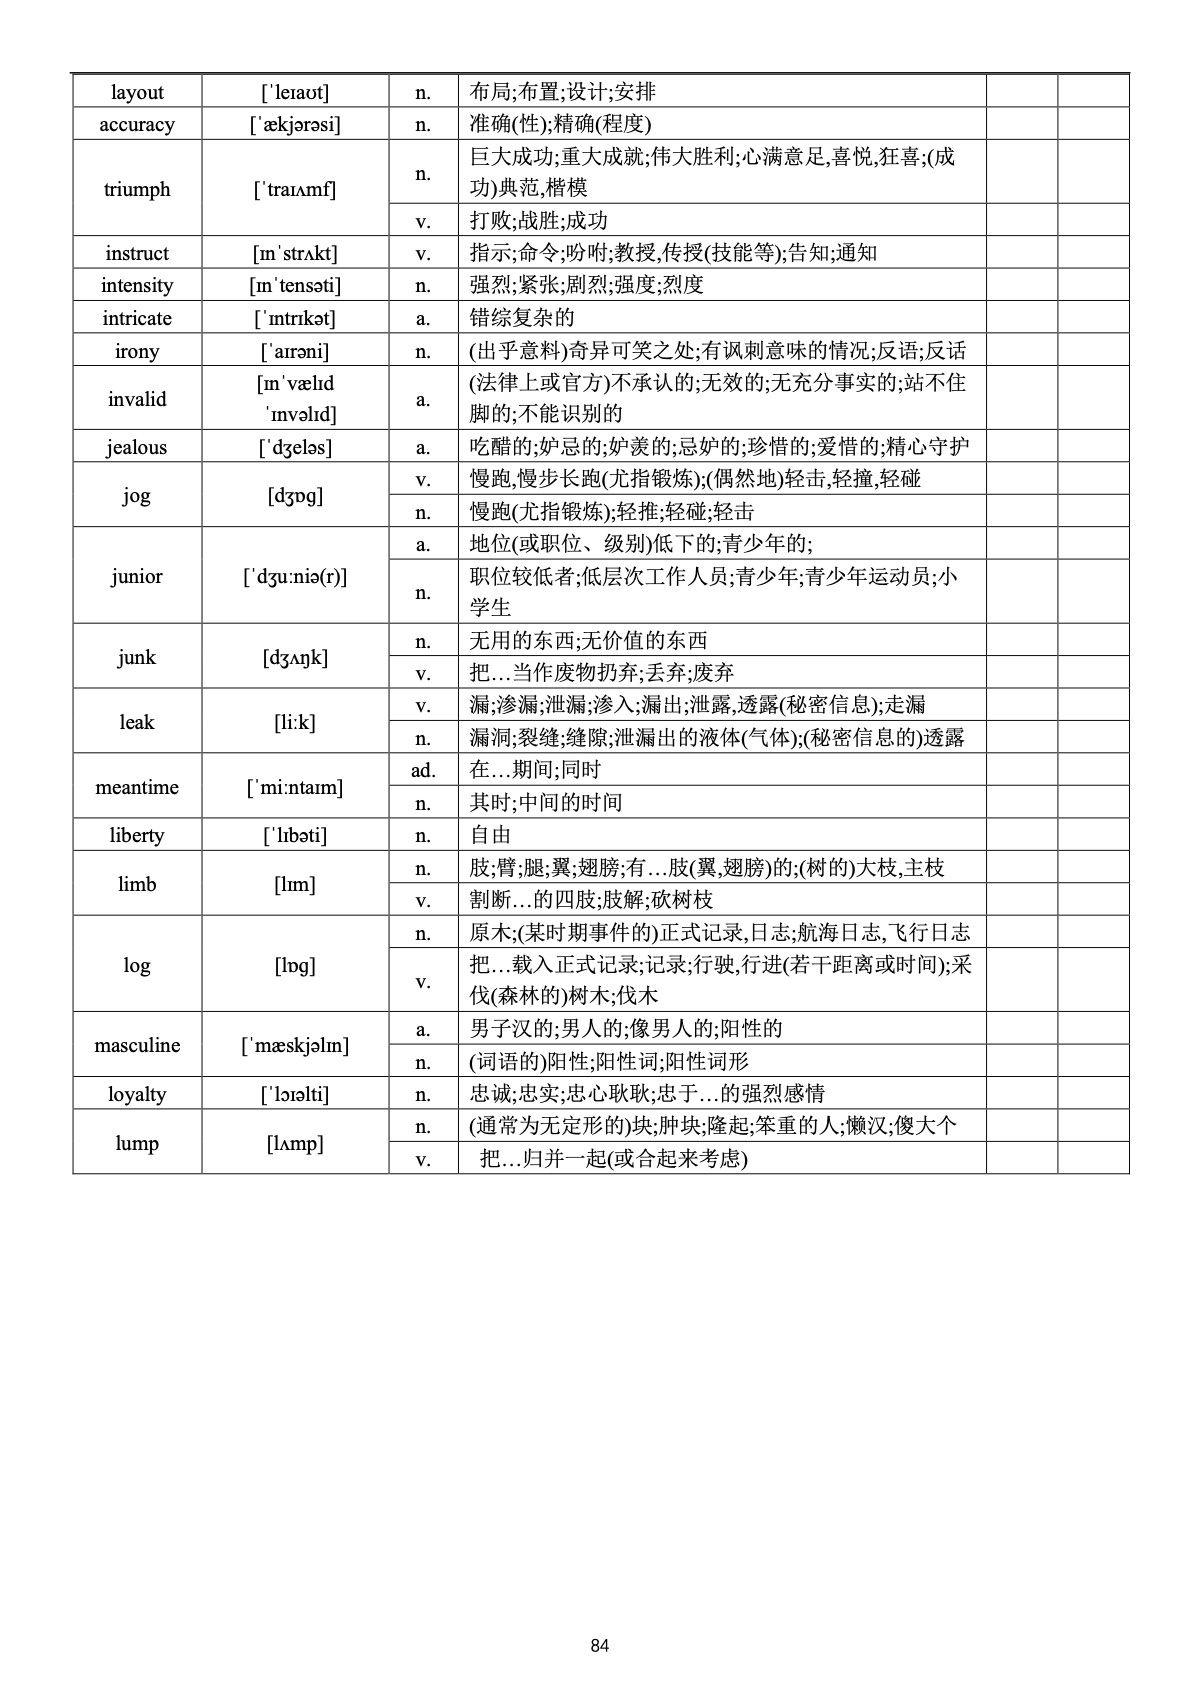 layout [ˈleɪaʊt] n. 布局;布置;设计;安排
accuracy [ˈækjərəsi] n. 准确(性);精确(程度)
triumph [ˈtraɪʌmf] n. 巨大成功;重大成就;伟大胜利;心满意足,喜悦,狂喜;(成
功)典范,楷模
v. 打败;战胜;成功
instruct [ɪnˈstrʌkt] v. 指示;命令;吩咐;教授,传授(技能等);告知;通知
intensity [ɪnˈtensəti] n. 强烈;紧张;剧烈;强度;烈度
intricate [ˈɪntrɪkət] a. 错综复杂的
irony [ˈaɪrəni] n. (出乎意料)奇异可笑之处;有讽刺意味的情况;反语;反话
invalid [ɪnˈvælɪd
ˈɪnvəlɪd] a. (法律上或官方)不承认的;无效的;无充分事实的;站不住
脚的;不能识别的
jealous [ˈdʒeləs] a. 吃醋的;妒忌的;妒羡的;忌妒的;珍惜的;爱惜的;精心守护
jog [dʒɒɡ] v. 慢跑,慢步长跑(尤指锻炼);(偶然地)轻击,轻撞,轻碰
n. 慢跑(尤指锻炼);轻推;轻碰;轻击
junior [ˈdʒuːniə(r)] a. 地位(或职位、级别)低下的;青少年的;
n. 职位较低者;低层次工作人员;青少年;青少年运动员;小
学生
junk [dʒʌŋk] n. 无用的东西;无价值的东西
v. 把…当作废物扔弃;丢弃;废弃
leak [liːk] v. 漏;渗漏;泄漏;渗入;漏出;泄露,透露(秘密信息);走漏
n. 漏洞;裂缝;缝隙;泄漏出的液体(气体);(秘密信息的)透露
meantime [ˈmiːntaɪm] ad. 在…期间;同时
n. 其时;中间的时间
liberty [ˈlɪbəti] n. 自由
limb [lɪm] n. 肢;臂;腿;翼;翅膀;有…肢(翼,翅膀)的;(树的)大枝,主枝
v. 割断…的四肢;肢解;砍树枝
log [lɒɡ] n. 原木;(某时期事件的)正式记录,日志;航海日志,飞行日志
v. 把…载入正式记录;记录;行驶,行进(若干距离或时间);采
伐(森林的)树木;伐木
masculine [ˈmæskjəlɪn] a. 男子汉的;男人的;像男人的;阳性的
n. (词语的)阳性;阳性词;阳性词形
loyalty [ˈlɔɪəlti] n. 忠诚;忠实;忠心耿耿;忠于…的强烈感情
lump [lʌmp] n. (通常为无定形的)块;肿块;隆起;笨重的人;懒汉;傻大个
v. 把…归并一起(或合起来考虑)
84